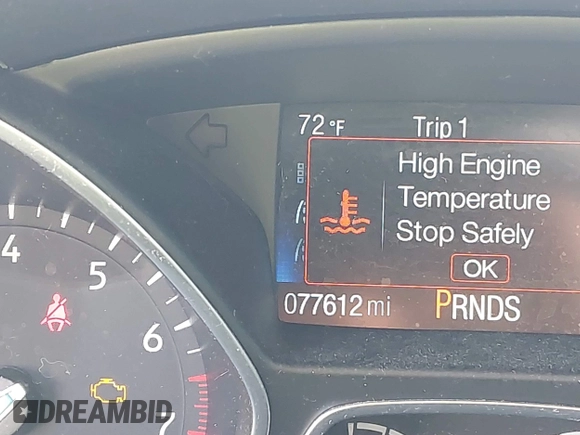 72 °F Trip 1
High Engine
Temperature
Stop Safely
OK
077612 mi PRNDS
4
5
6
DREAMBID